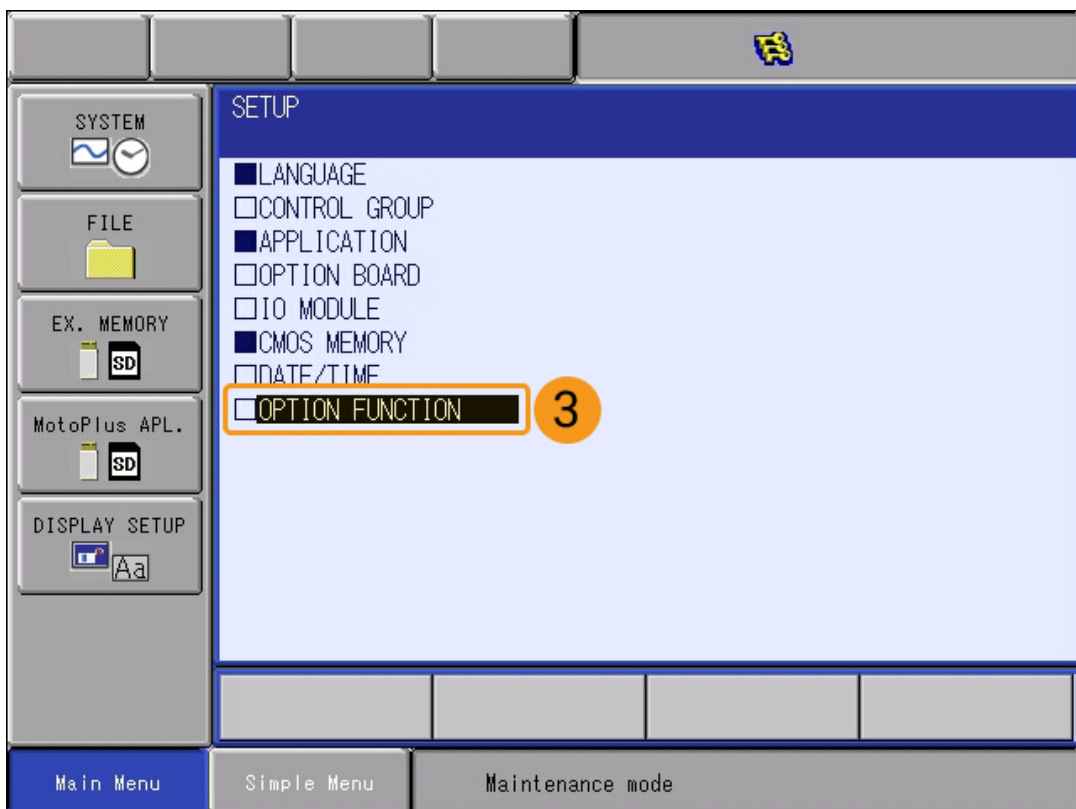 SYSTEM
FILE
EX. MEMORY
SD
MotoPlus APL.
SD
DISPLAY SETUP
Aa
SETUP
LANGUAGE
CONTROL GROUP
APPLICATION
OPTION BOARD
IO MODULE
CMOS MEMORY
DATE/TIME
OPTION FUNCTION
3
Main Menu
Simple Menu
Maintenance mode